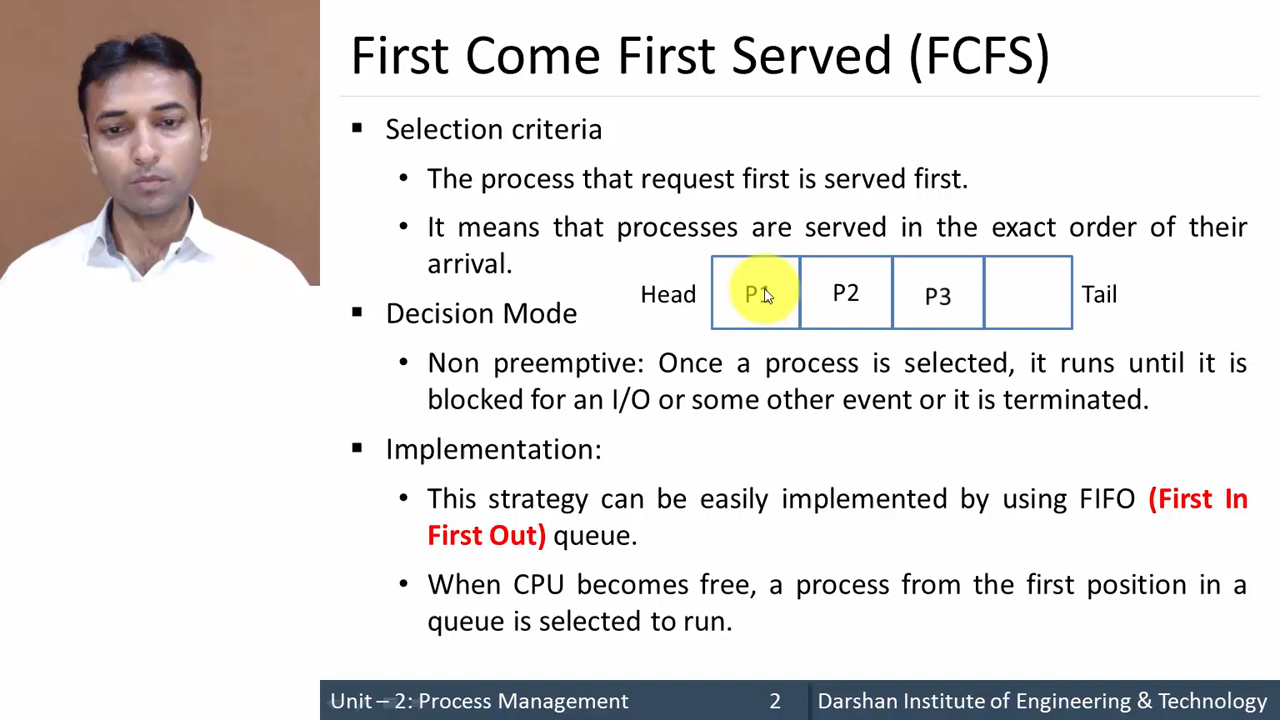 First Come First Served (FCFS)
▪ Selection criteria
• The process that request first is served first.
• It means that processes are served in the exact order of their
arrival.
Head P1 P2 P3 Tail
▪ Decision Mode
• Non preemptive: Once a process is selected, it runs until it is
blocked for an I/O or some other event or it is terminated.
▪ Implementation:
• This strategy can be easily implemented by using FIFO (First In
First Out) queue.
• When CPU becomes free, a process from the first position in a
queue is selected to run.
Unit – 2: Process Management 2 Darshan Institute of Engineering & Technology